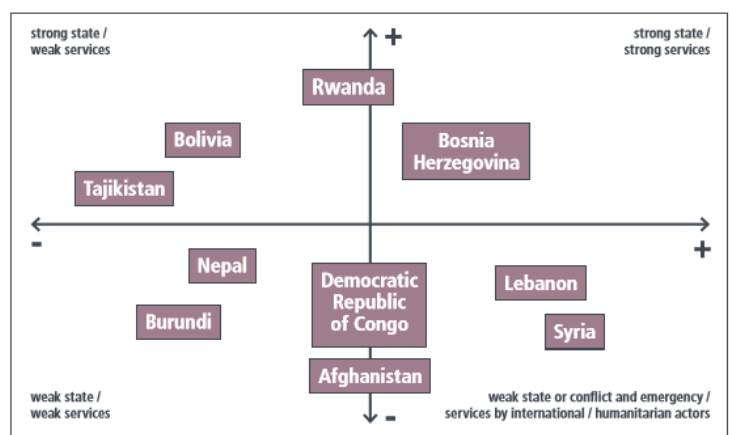 strong state /
weak services
+
strong state /
strong services
Rwanda
Bolivia
Bosnia
Herzegovina
Tajikistan
-
+
Nepal
Democratic
Republic
of Congo
Lebanon
Burundi
Syria
Afghanistan
weak state /
weak services
-
weak state or conflict and emergency /
services by international / humanitarian actors